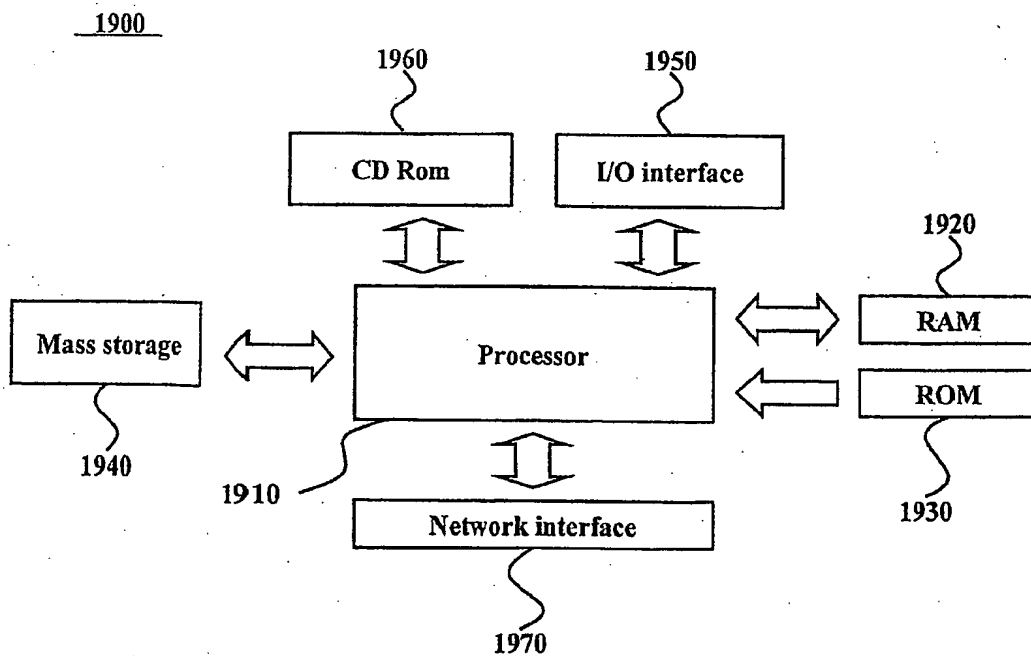 1900
1960
1950
CD Rom
I/O interface
1920
Mass storage
Processor
RAM
ROM
1940
1910
1930
Network interface
1970